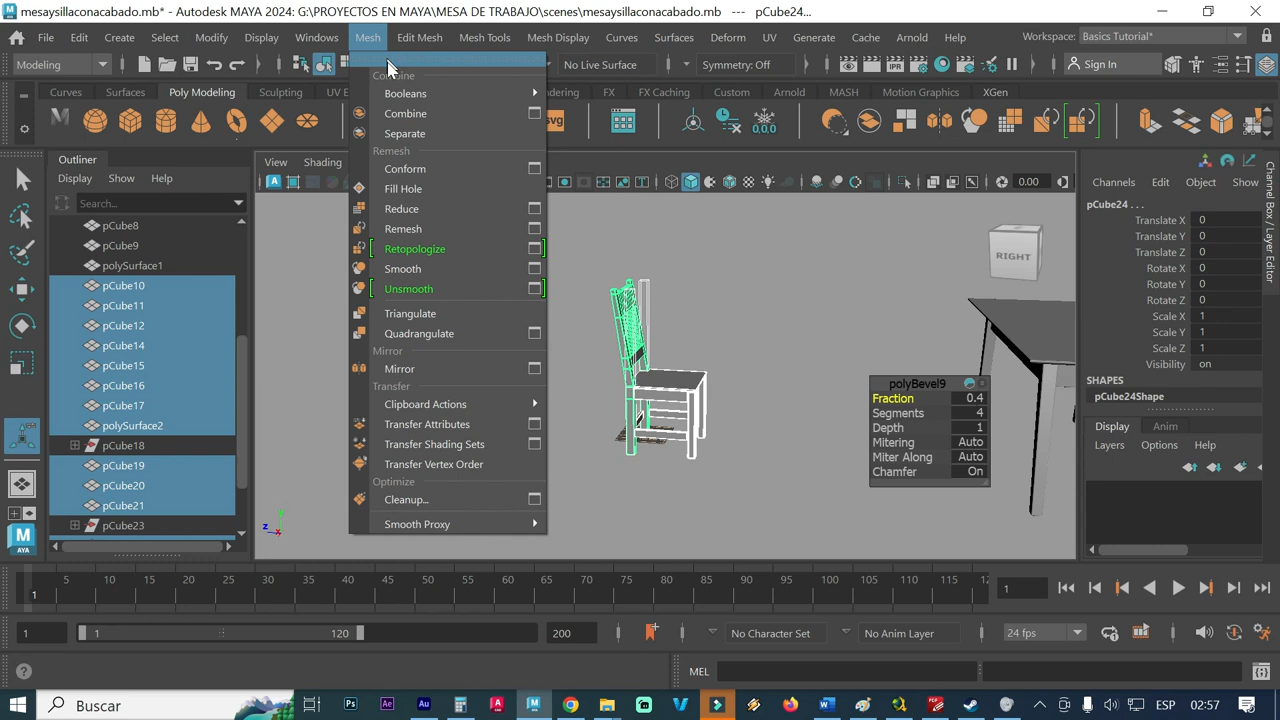 mesaysillaconacabado.mb* - Autodesk MAYA 2024: G:\PROYECTOS EN MAYA\MESA DE TRABAJO\scenes\mesaysillaconacabado.mb --- pCube24...
File Edit Create Select Modify Display Windows Mesh Edit Mesh Mesh Tools Mesh Display Curves Surfaces Deform UV Generate Cache Arnold Help Workspace: Basics Tutorial*
Modeling No Live Surface Symmetry: Off Sign In
Curves Surfaces Poly Modeling Sculpting UV E dering FX FX Caching Custom Arnold MASH Motion Graphics XGen
Combine
Booleans
Combine
Separate
Remesh
Conform
Fill Hole
Reduce
Remesh
Retopologize
Smooth
Unsmooth
Triangulate
Quadrangulate
Mirror
Mirror
Transfer
Clipboard Actions
Transfer Attributes
Transfer Shading Sets
Transfer Vertex Order
Optimize
Cleanup...
Smooth Proxy
Outliner
Display Show Help
Search...
pCube8
pCube9
polySurface1
pCube10
pCube11
pCube12
pCube14
pCube15
pCube16
pCube17
polySurface2
pCube18
pCube19
pCube20
pCube21
pCube23
View Shading
0.00
RIGHT
polyBevel9
Fraction 0.4
Segments 4
Depth 1
Mitering Auto
Miter Along Auto
Chamfer On
y
z x
Channels Edit Object Show
pCube24 . . .
Translate X 0
Translate Y 0
Translate Z 0
Rotate X 0
Rotate Y 0
Rotate Z 0
Scale X 1
Scale Y 1
Scale Z 1
Visibility on
SHAPES
pCube24Shape
Display Anim
Layers Options Help
Channel Box / Layer Editor
5 10 15 20 25 30 35 40 45 50 55 60 65 70 75 80 85 90 95 100 105 110 115 12
1 1
1 1 120 200 No Character Set No Anim Layer 24 fps
MEL
Buscar ESP 02:57